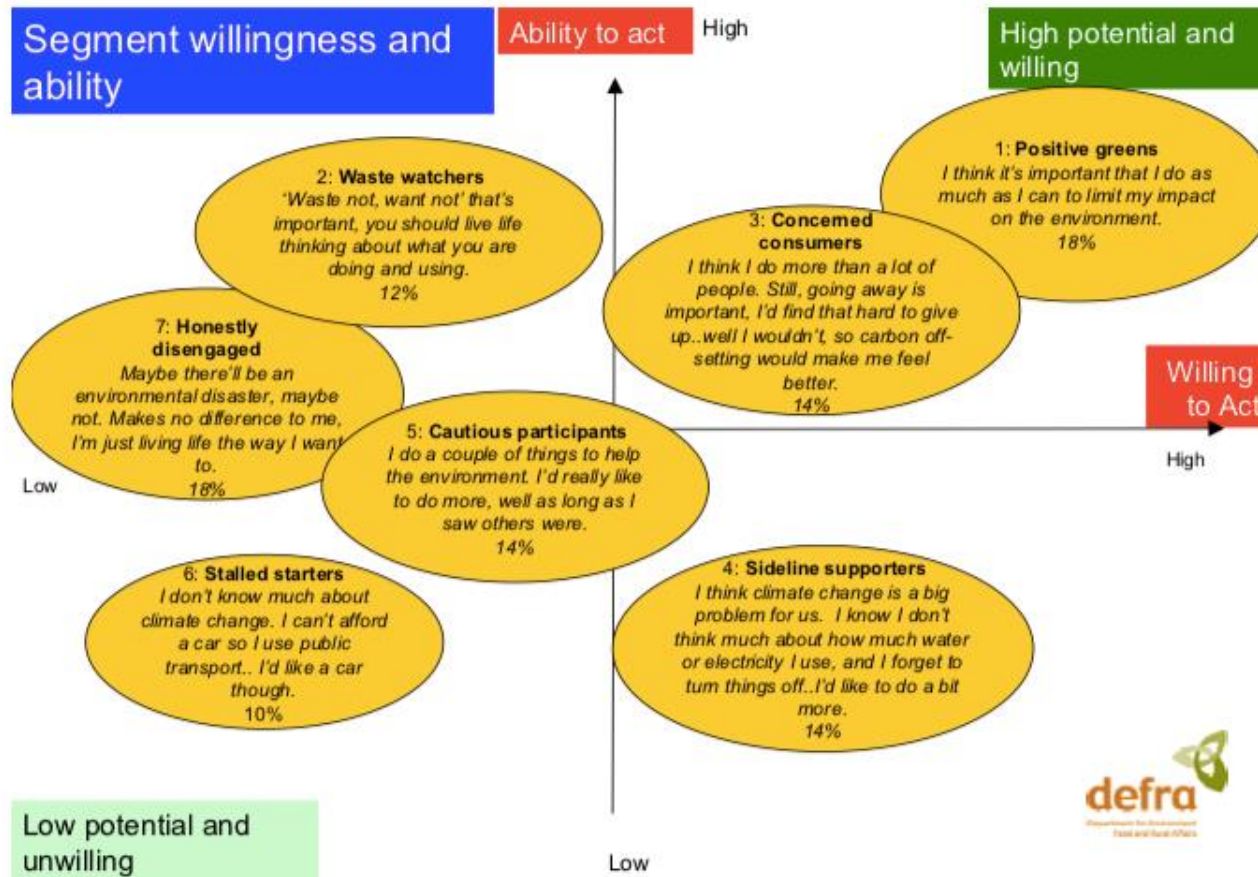 Segment willingness and
ability
Ability to act
High
High potential and
willing
1: Positive greens
I think it's important that I do as
much as I can to limit my impact
on the environment.
18%
2: Waste watchers
'Waste not, want not' that's
important, you should live life
thinking about what you are
doing and using.
12%
3: Concerned
consumers
I think I do more than a lot of
people. Still, going away is
important, I'd find that hard to give
up..well I wouldn't, so carbon off-
setting would make me feel
better.
14%
7: Honestly
disengaged
Maybe there'll be an
environmental disaster, maybe
not. Makes no difference to me,
I'm just living life the way I want
to.
18%
Willing
to Act
High
Low
5: Cautious participants
I do a couple of things to help
the environment. I'd really like
to do more, well as long as I
saw others were.
14%
6: Stalled starters
I don't know much about
climate change. I can't afford
a car so I use public
transport.. I'd like a car
though.
10%
4: Sideline supporters
I think climate change is a big
problem for us. I know I don't
think much about how much water
or electricity I use, and I forget to
turn things off..I'd like to do a bit
more.
14%
defra
Department for Environment
Food and Rural Affairs
Low potential and
unwilling
Low